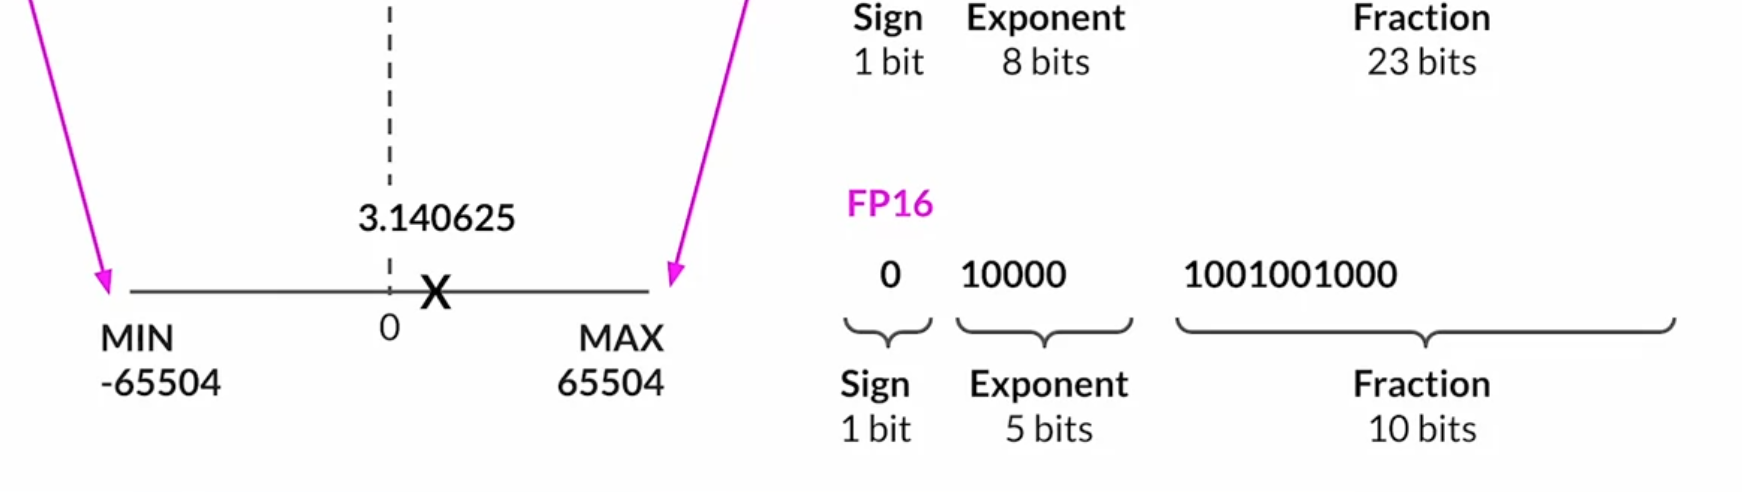 Sign Exponent Fraction
1 bit 8 bits 23 bits
FP16
3.140625
0 10000 1001001000
0
MIN MAX
-65504 65504
Sign Exponent Fraction
1 bit 5 bits 10 bits